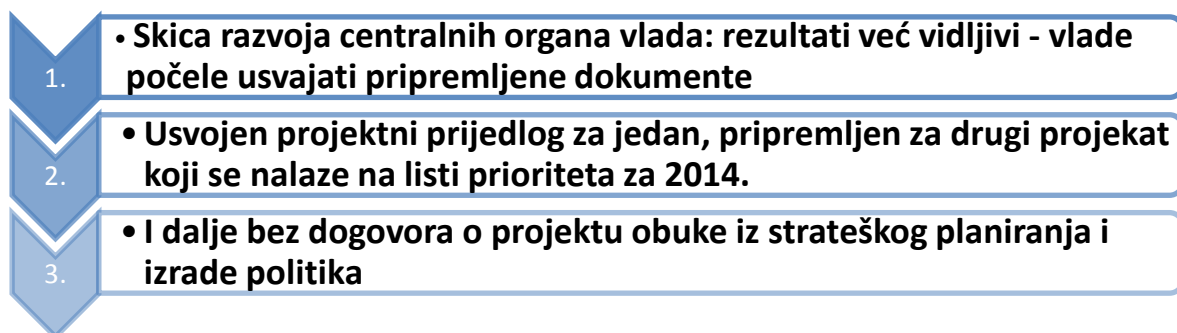 1.
• Skica razvoja centralnih organa vlada: rezultati već vidljivi - vlade
počele usvajati pripremljene dokumente
2.
• Usvojen projektni prijedlog za jedan, pripremljen za drugi projekat
koji se nalaze na listi prioriteta za 2014.
3.
• I dalje bez dogovora o projektu obuke iz strateškog planiranja i
izrade politika